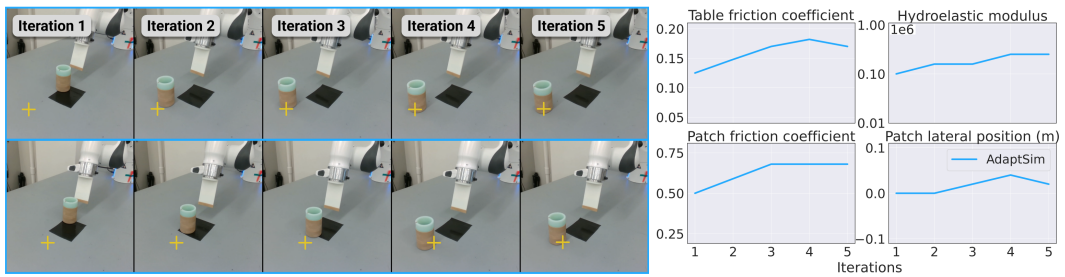 Iteration 1
Iteration 2
Iteration 3
Iteration 4
Iteration 5
Table friction coefficient
0.20
0.15
0.10
0.05
Hydroelastic modulus
1.00
1e6
0.10
0.01
Patch friction coefficient
0.75
0.50
0.25
1 2 3 4 5
Patch lateral position (m)
0.1
0.0
−0.1
AdaptSim
1 2 3 4 5
Iterations